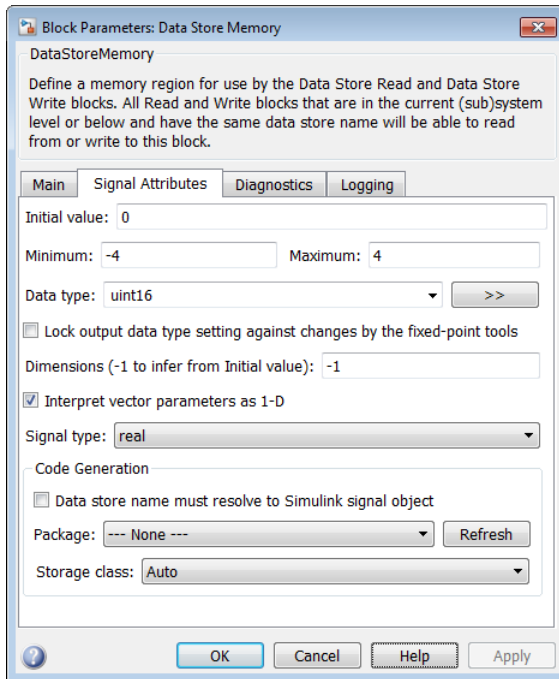 Block Parameters: Data Store Memory
DataStoreMemory
Define a memory region for use by the Data Store Read and Data Store
Write blocks. All Read and Write blocks that are in the current (sub)system
level or below and have the same data store name will be able to read
from or write to this block.
Main Signal Attributes Diagnostics Logging
Initial value: 0
Minimum: -4 Maximum: 4
Data type: uint16 >>
Lock output data type setting against changes by the fixed-point tools
Dimensions (-1 to infer from Initial value): -1
Interpret vector parameters as 1-D
Signal type: real
Code Generation
Data store name must resolve to Simulink signal object
Package: --- None --- Refresh
Storage class: Auto
? OK Cancel Help Apply